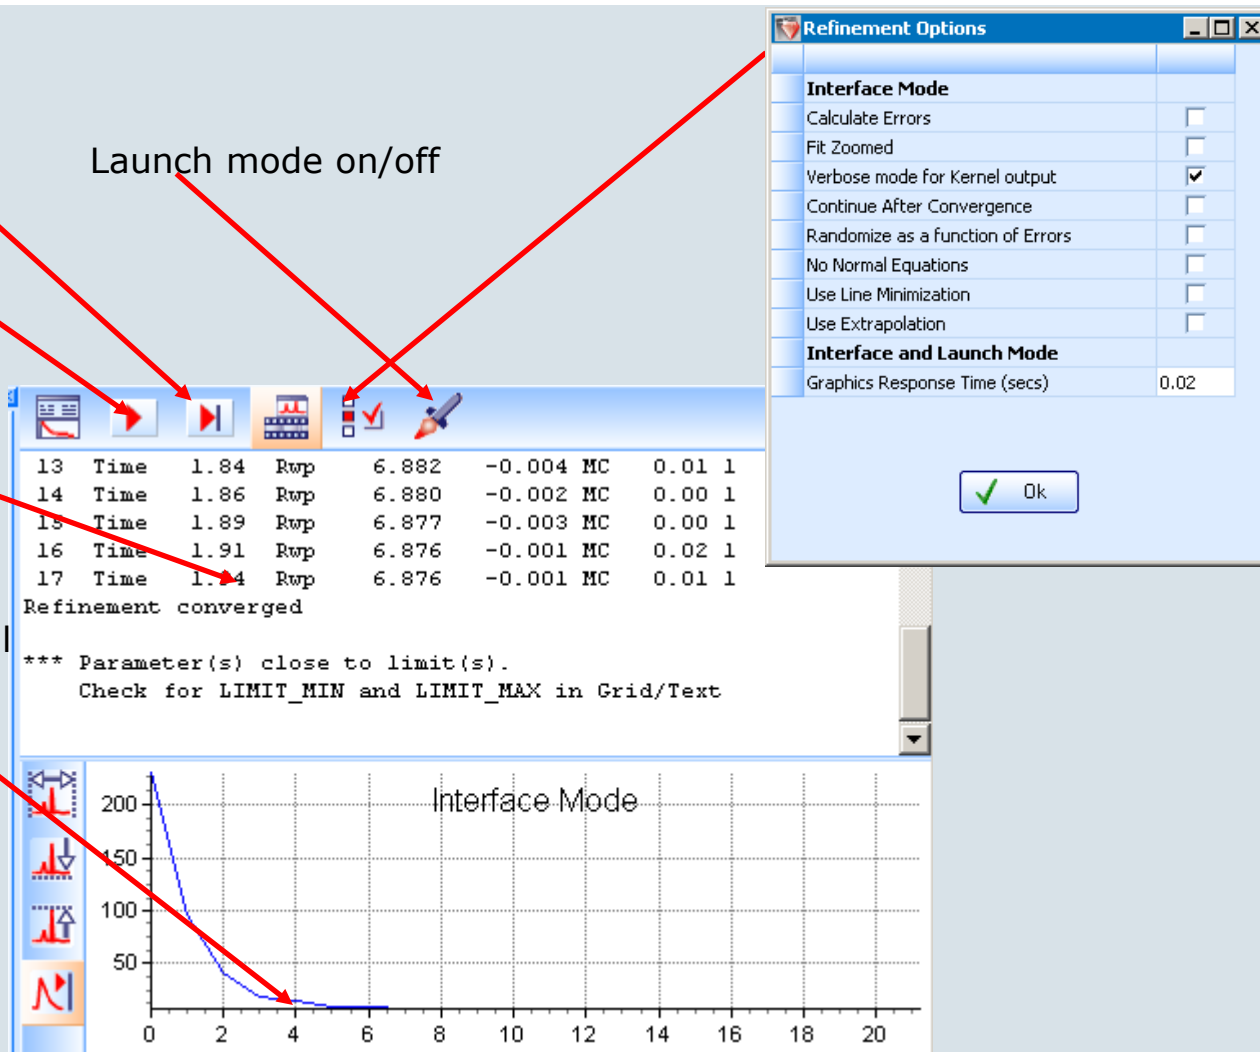 Refinement Options
Interface Mode
Calculate Errors
Fit Zoomed
Verbose mode for Kernel output
Continue After Convergence
Randomize as a function of Errors
No Normal Equations
Use Line Minimization
Use Extrapolation
Interface and Launch Mode
Graphics Response Time (secs) 0.02
Ok
Launch mode on/off
13 Time 1.84 Rwp 6.882 -0.004 MC 0.01 1
14 Time 1.86 Rwp 6.880 -0.002 MC 0.00 1
15 Time 1.89 Rwp 6.877 -0.003 MC 0.00 1
16 Time 1.91 Rwp 6.876 -0.001 MC 0.02 1
17 Time Rwp 6.876 -0.001 MC 0.01 1
Refinement converged
*** Parameter(s) close to limit(s).
Check for LIMIT_MIN and LIMIT_MAX in Grid/Text
Interface Mode
200
150
100
50
0 2 4 6 8 10 12 14 16 18 20